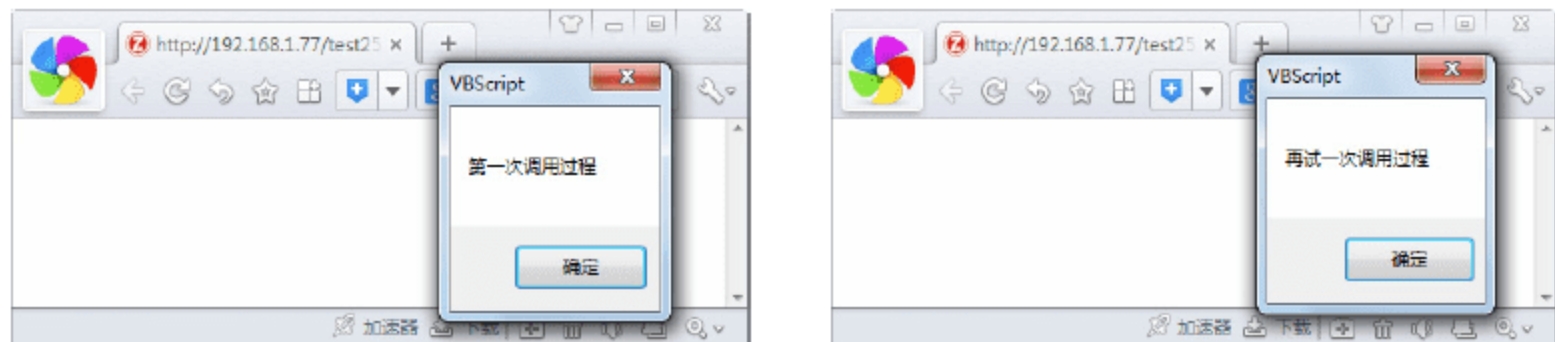 http://192.168.1.77/test25
VBScript
第一次调用过程
确定
加速器
下载
http://192.168.1.77/test25
VBScript
再试一次调用过程
确定
加速器
下载